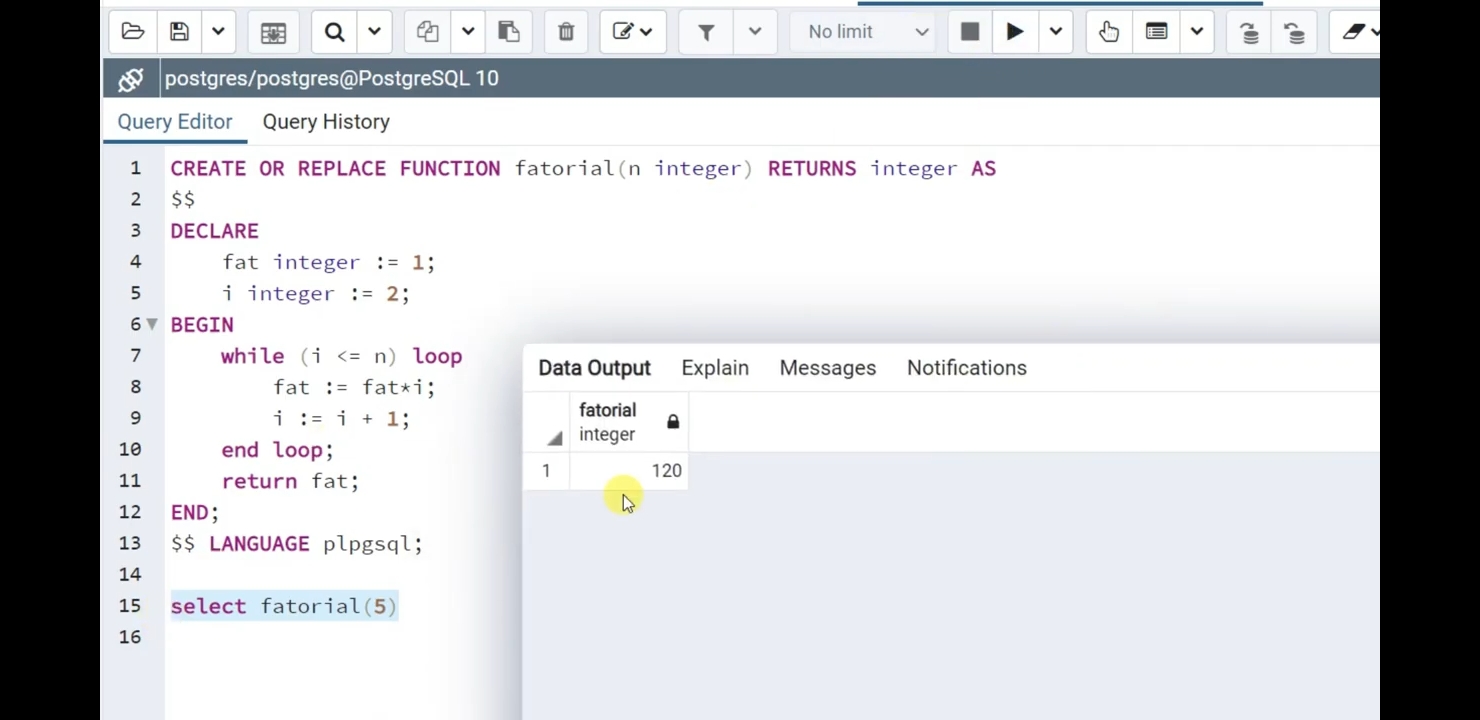 No limit
postgres/postgres@PostgreSQL 10
Query Editor Query History
1 CREATE OR REPLACE FUNCTION fatorial(n integer) RETURNS integer AS
2 $$
3 DECLARE
4 fat integer := 1;
5 i integer := 2;
6 BEGIN
7 while (i <= n) loop
8 fat := fat*i;
9 i := i + 1;
10 end loop;
11 return fat;
12 END;
13 $$ LANGUAGE plpgsql;
14
15 select fatorial(5)
16
Data Output Explain Messages Notifications
fatorial
integer
1 120